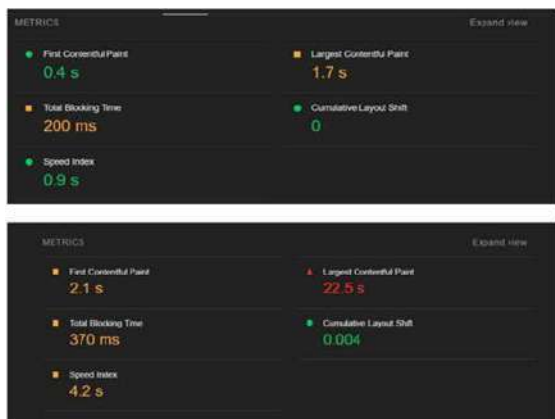 METRICS Expand view
First Contentful Paint Largest Contentful Paint
0.4 s 1.7 s
Total Blocking Time Cumulative Layout Shift
200 ms 0
Speed Index
0.9 s
METRICS Expand view
First Contentful Paint Largest Contentful Paint
2.1 s 22.5 s
Total Blocking Time Cumulative Layout Shift
370 ms 0.004
Speed Index
4.2 s